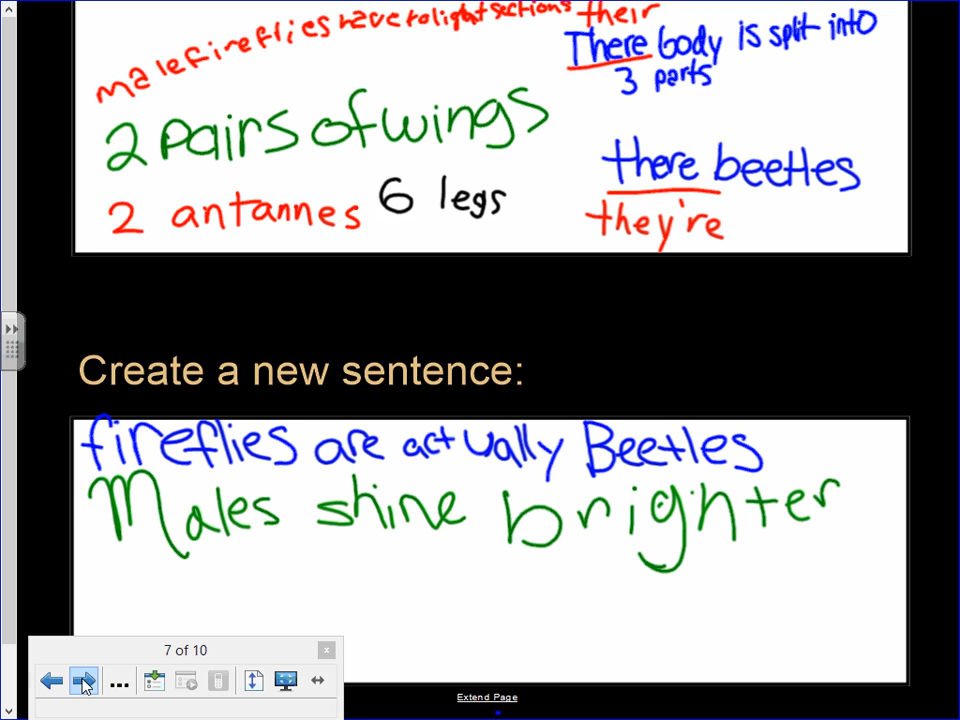 male fireflies have to light sections
their
There body is split into
3 parts
2 pairs of wings
there beetles
2 antannes 6 legs
they're
Create a new sentence:
fireflies are actually Beetles
Males shine brighter
7 of 10
Extend Page